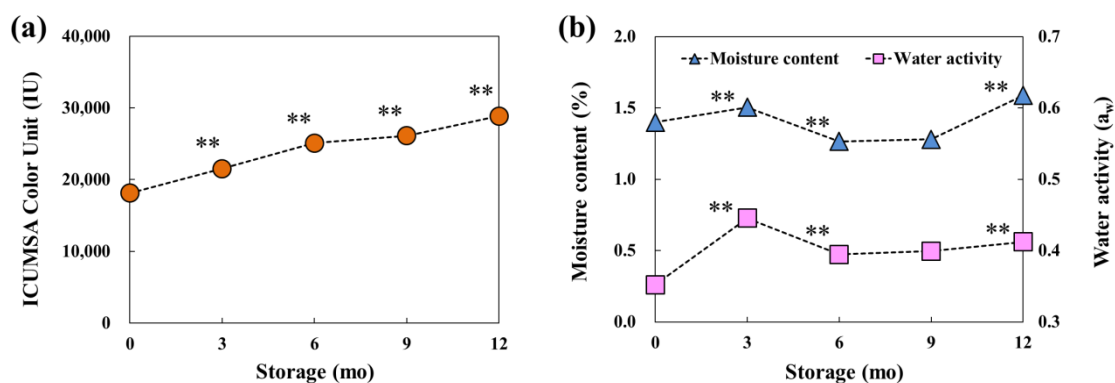 (a)
ICUMSA Color Unit (IU)
40,000
30,000
20,000
10,000
0
**
**
**
**
0 3 6 9 12
Storage (mo)
(b)
Moisture content (%)
2.0
1.5
1.0
0.5
0.0
Moisture content Water activity
**
**
**
**
**
**
0.7
0.6
0.5
0.4
0.3
Water activity (aw)
0 3 6 9 12
Storage (mo)